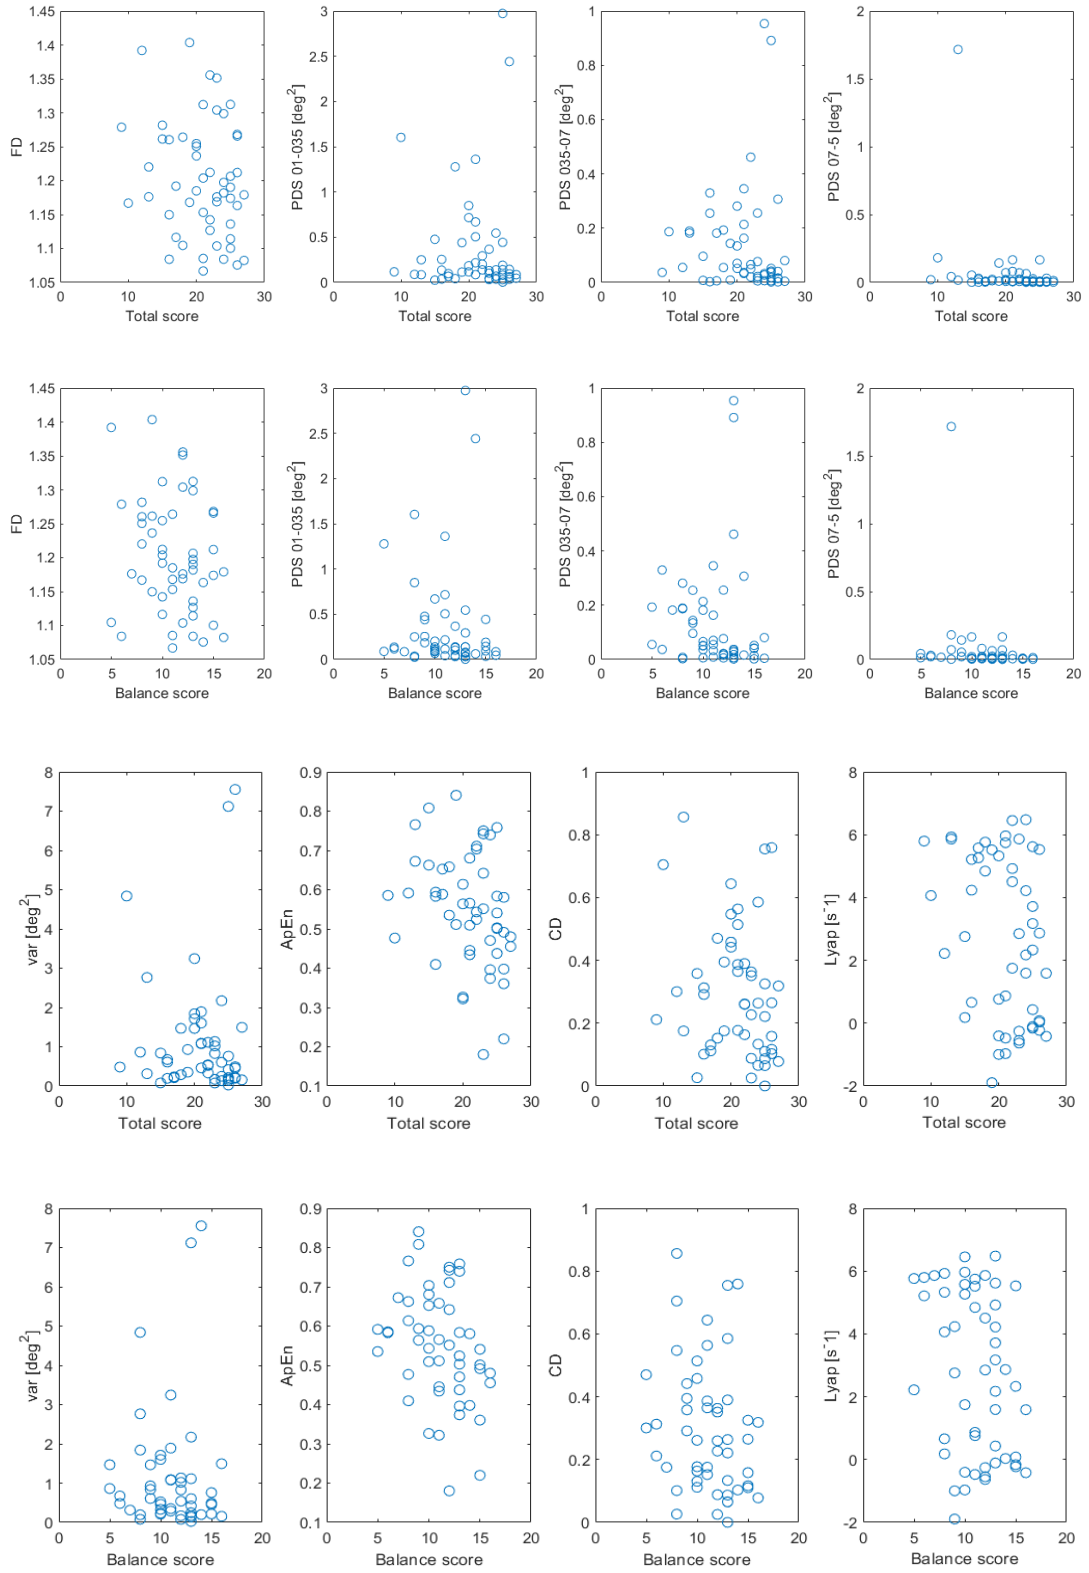 1.45 1.4 1.35 1.3 1.25 1.2 1.15 1.1 1.05
FD
0 10 20 30
Total score
3 2.5 2 1.5 1 0.5 0
PDS 01-035 [deg²]
0 10 20 30
Total score
1 0.8 0.6 0.4 0.2 0
PDS 035-07 [deg²]
0 10 20 30
Total score
2 1.5 1 0.5 0
PDS 07-5 [deg²]
0 10 20 30
Total score
1.45 1.4 1.35 1.3 1.25 1.2 1.15 1.1 1.05
FD
0 5 10 15 20
Balance score
3 2.5 2 1.5 1 0.5 0
PDS 01-035 [deg²]
0 5 10 15 20
Balance score
1 0.8 0.6 0.4 0.2 0
PDS 035-07 [deg²]
0 5 10 15 20
Balance score
2 1.5 1 0.5 0
PDS 07-5 [deg²]
0 5 10 15 20
Balance score
8 7 6 5 4 3 2 1 0
var [deg²]
0 10 20 30
Total score
0.9 0.8 0.7 0.6 0.5 0.4 0.3 0.2 0.1
ApEn
0 10 20 30
Total score
1 0.8 0.6 0.4 0.2 0
CD
0 10 20 30
Total score
8 6 4 2 0 -2
Lyap [s⁻1]
0 10 20 30
Total score
8 7 6 5 4 3 2 1 0
var [deg²]
0 5 10 15 20
Balance score
0.9 0.8 0.7 0.6 0.5 0.4 0.3 0.2 0.1
ApEn
0 5 10 15 20
Balance score
1 0.8 0.6 0.4 0.2 0
CD
0 5 10 15 20
Balance score
8 6 4 2 0 -2
Lyap [s⁻1]
0 5 10 15 20
Balance score